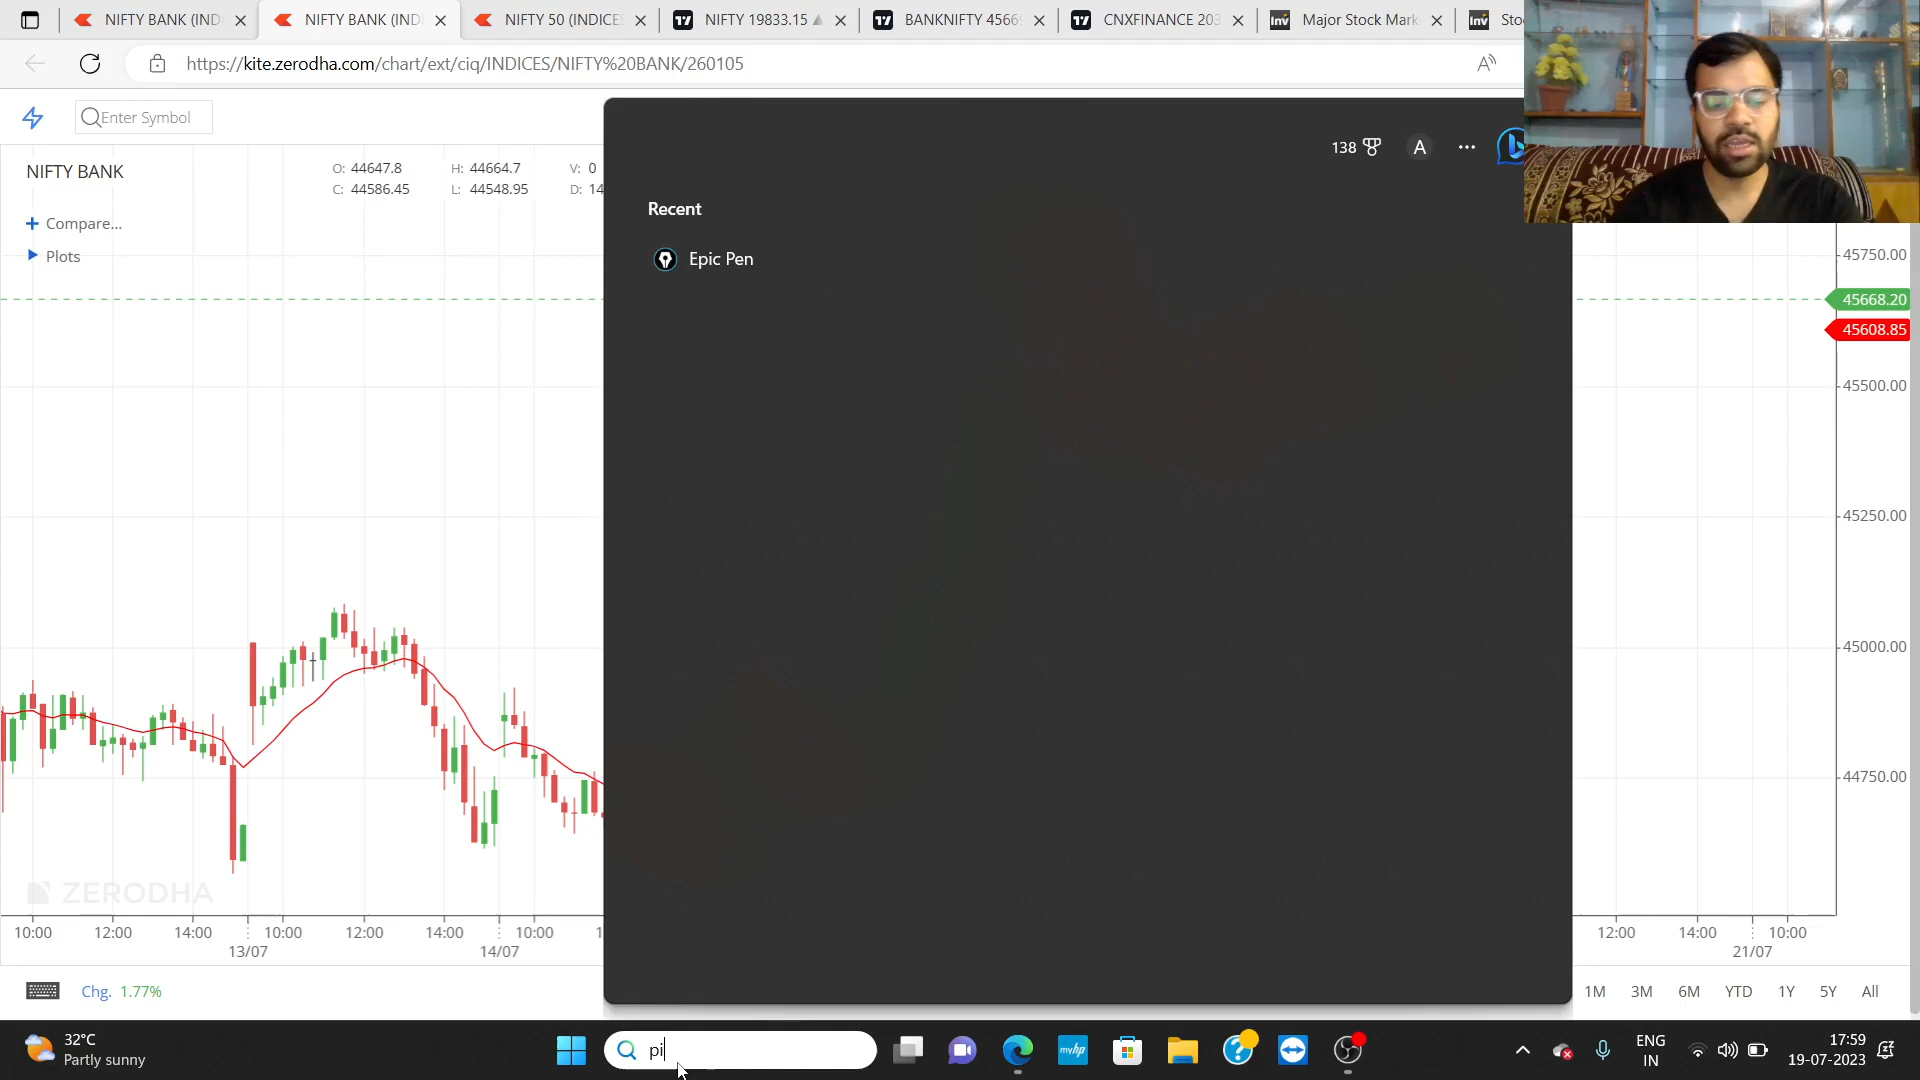 NIFTY BANK (IND
NIFTY BANK (IND
NIFTY 50 (INDICES
NIFTY 19833.15
BANKNIFTY 4566
CNXFINANCE 203
Major Stock Mark
Sto
https://kite.zerodha.com/chart/ext/ciq/INDICES/NIFTY%20BANK/260105
Enter Symbol
138
A
NIFTY BANK
O: 44647.8 H: 44664.7 V: 0
C: 44586.45 L: 44548.95 D: 14
Compare...
Plots
Recent
Epic Pen
45750.00
45668.20
45608.85
45500.00
45250.00
45000.00
44750.00
ZERODHA
10:00 12:00 14:00 10:00 12:00 14:00 10:00 1 12:00 14:00 10:00
13/07 14/07 21/07
Chg. 1.77%
1M 3M 6M YTD 1Y 5Y All
32°C
Partly sunny
pi
myhp
ENG
IN
17:59
19-07-2023